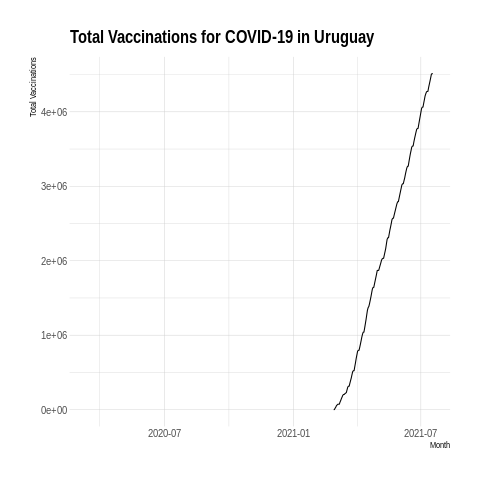 Total Vaccinations for COVID-19 in Uruguay
Total Vaccinations
4e+06
3e+06
2e+06
1e+06
0e+00
2020-07 2021-01 2021-07
Month